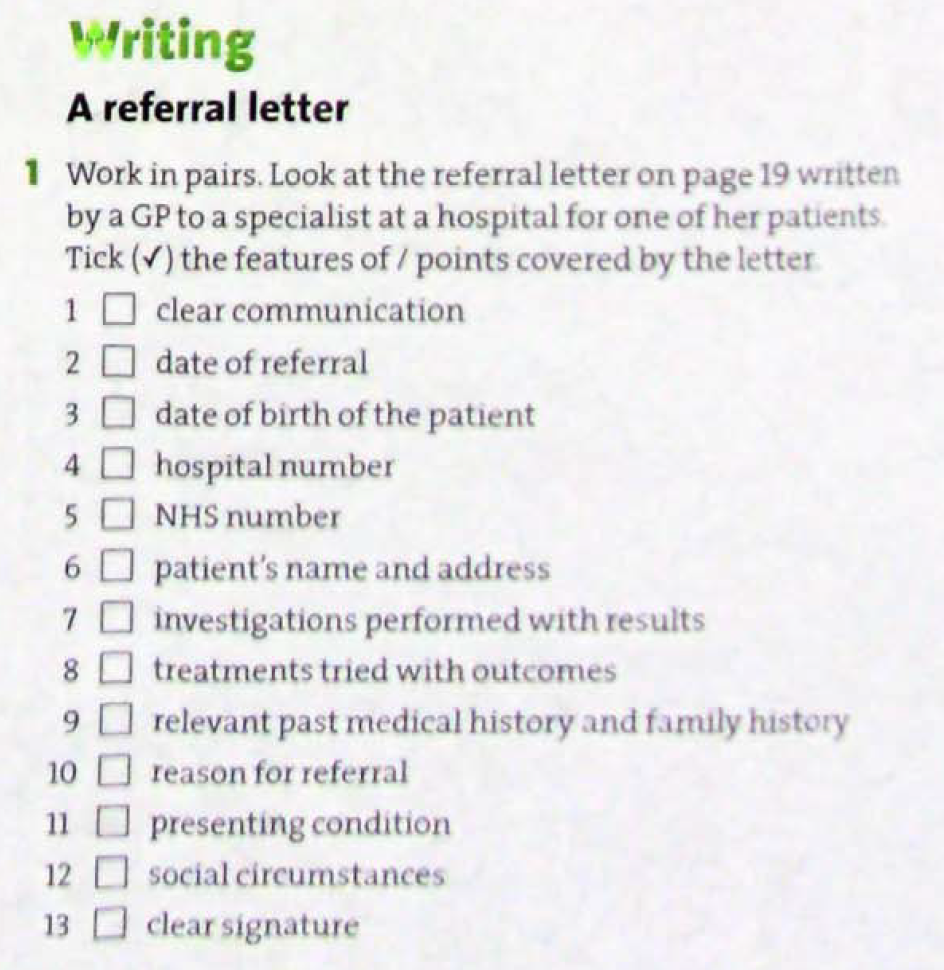 Writing
A referral letter
1 Work in pairs. Look at the referral letter on page 19 written
by a GP to a specialist at a hospital for one of her patients.
Tick (✓) the features of / points covered by the letter.
1 □ clear communication
2 □ date of referral
3 □ date of birth of the patient
4 □ hospital number
5 □ NHS number
6 □ patient's name and address
7 □ investigations performed with results
8 □ treatments tried with outcomes
9 □ relevant past medical history and family history
10 □ reason for referral
11 □ presenting condition
12 □ social circumstances
13 □ clear signature